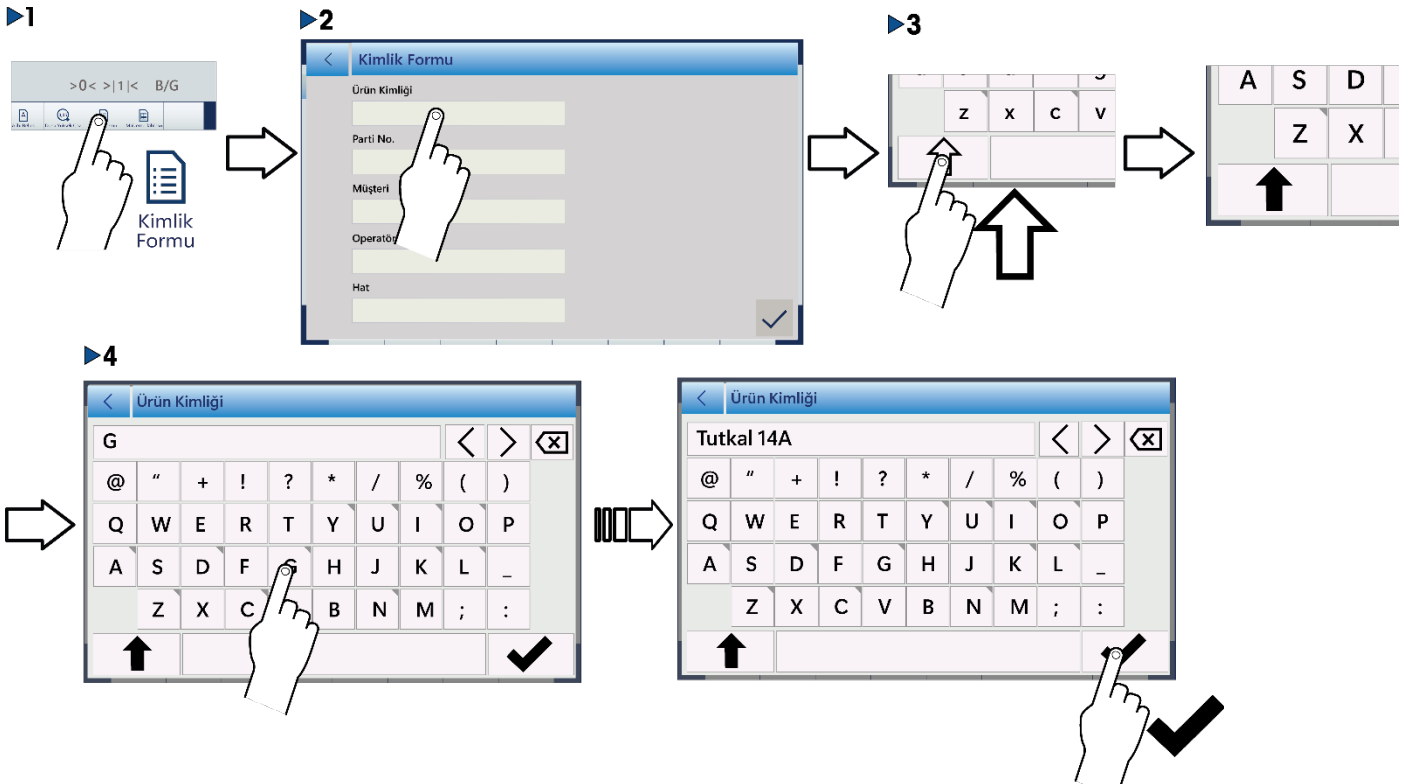 1
>0< >|1|< B/G
Kimlik
Formu
2
Kimlik Formu
Ürün Kimliği
Parti No.
Müşteri
Operatör
Hat
3
Z X C V
A S D
Z X
4
Ürün Kimliği
G
@ " + ! ? * / % ( )
Q W E R T Y U I O P
A S D F G H J K L _
Z X C B N M ; :
Ürün Kimliği
Tutkal 14A
@ " + ! ? * / % ( )
Q W E R T Y U I O P
A S D F G H J K L _
Z X C V B N M ; :